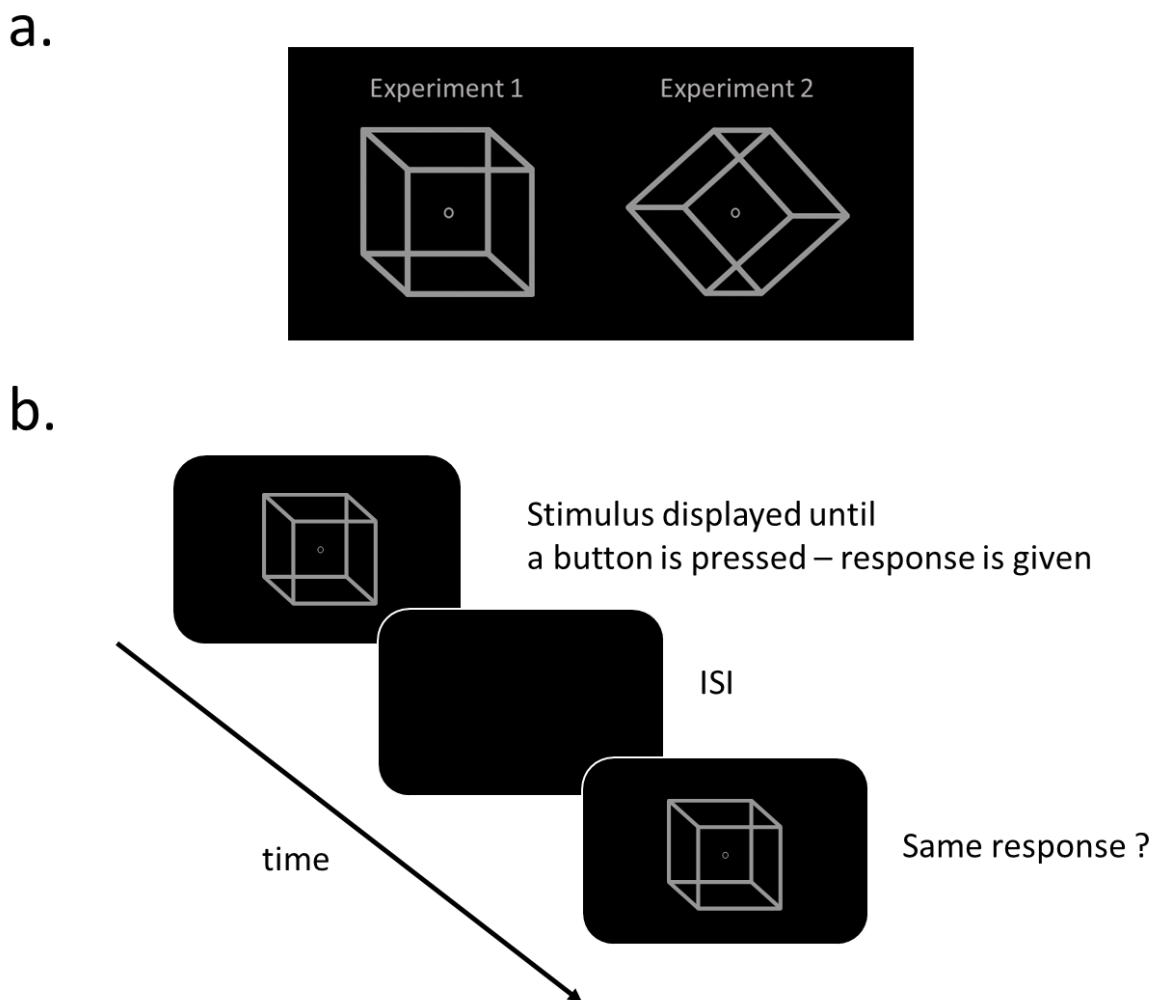 a.
Experiment 1
Experiment 2
b.
Stimulus displayed until
a button is pressed – response is given
ISI
time
Same response ?